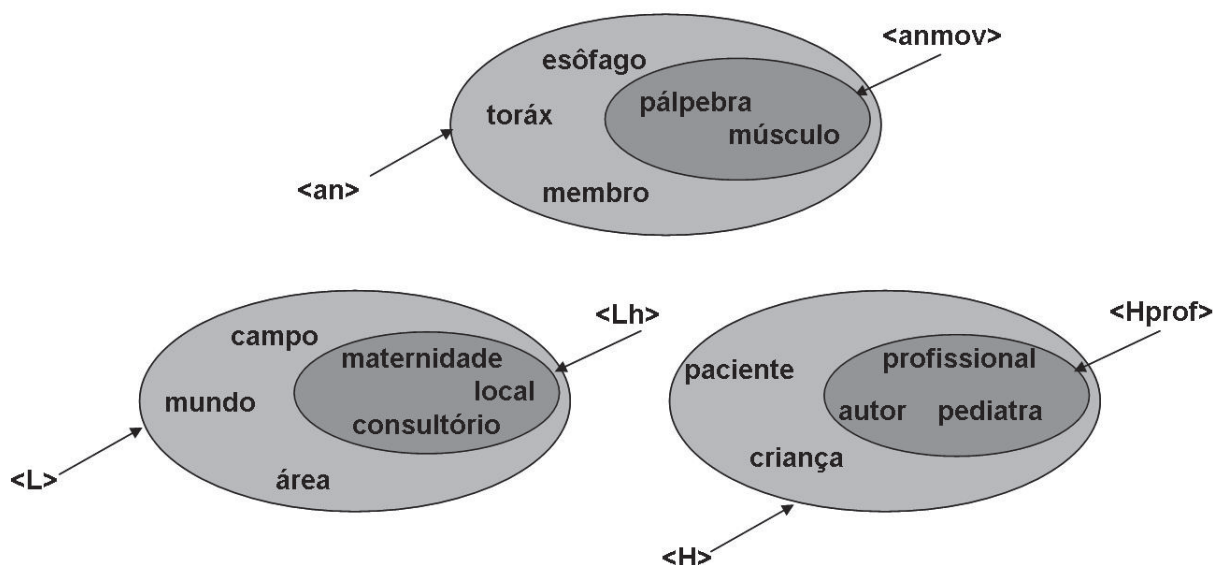 <anmov>
esôfago
pálpebra
toráx
músculo
<an>
membro
<Lh>
<Hprof>
campo
maternidade
profissional
paciente
local
mundo
autor
pediatra
consultório
criança
<L>
área
<H>